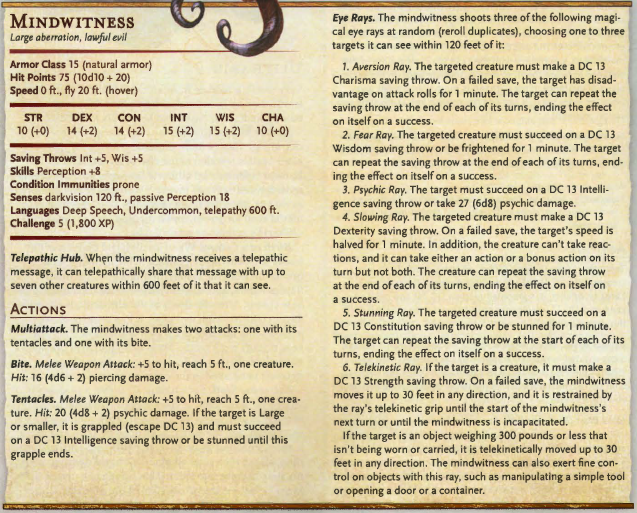 MINDWITNESS
Large aberration, lawful evil
Armor Class 15 (natural armor)
Hit Points 75 (10d10 + 20)
Speed 0 ft., fly 20 ft. (hover)
STR DEX CON INT WIS CHA
10 (+0) 14 (+2) 14 (+2) 15 (+2) 15 (+2) 10 (+0)
Saving Throws Int +5, Wis +5
Skills Perception +8
Condition Immunities prone
Senses darkvision 120 ft., passive Perception 18
Languages Deep Speech, Undercommon, telepathy 600 ft.
Challenge 5 (1,800 XP)
Telepathic Hub. When the mindwitness receives a telepathic
message, it can telepathically share that message with up to
seven other creatures within 600 feet of it that it can see.
ACTIONS
Multiattack. The mindwitness makes two attacks: one with its
tentacles and one with its bite.
Bite. Melee Weapon Attack: +5 to hit, reach 5 ft., one creature.
Hit: 16 (4d6 + 2) piercing damage.
Tentacles. Melee Weapon Attack: +5 to hit, reach 5 ft., one crea-
ture. Hit: 20 (4d8 + 2) psychic damage. If the target is Large
or smaller, it is grappled (escape DC 13) and must succeed
on a DC 13 Intelligence saving throw or be stunned until this
grapple ends.
Eye Rays. The mindwitness shoots three of the following magi-
cal eye rays at random (reroll duplicates), choosing one to three
targets it can see within 120 feet of it:
1. Aversion Ray. The targeted creature must make a DC 13
Charisma saving throw. On a failed save, the target has disad-
vantage on attack rolls for 1 minute. The target can repeat the
saving throw at the end of each of its turns, ending the effect
on itself on a success.
2. Fear Ray. The targeted creature must succeed on a DC 13
Wisdom saving throw or be frightened for 1 minute. The target
can repeat the saving throw at the end of each of its turns, end-
ing the effect on itself on a success.
3. Psychic Ray. The target must succeed on a DC 13 Intelli-
gence saving throw or take 27 (6d8) psychic damage.
4. Slowing Ray. The targeted creature must make a DC 13
Dexterity saving throw. On a failed save, the target's speed is
halved for 1 minute. In addition, the creature can't take reac-
tions, and it can take either an action or a bonus action on its
turn but not both. The creature can repeat the saving throw
at the end of each of its turns, ending the effect on itself on
a success.
5. Stunning Ray. The targeted creature must succeed on a
DC 13 Constitution saving throw or be stunned for 1 minute.
The target can repeat the saving throw at the start of each of its
turns, ending the effect on itself on a success.
6. Telekinetic Ray. If the target is a creature, it must make a
DC 13 Strength saving throw. On a failed save, the mindwitness
moves it up to 30 feet in any direction, and it is restrained by
the ray's telekinetic grip until the start of the mindwitness's
next turn or until the mindwitness is incapacitated.
If the target is an object weighing 300 pounds or less that
isn't being worn or carried, it is telekinetically moved up to 30
feet in any direction. The mindwitness can also exert fine con-
trol on objects with this ray, such as manipulating a simple tool
or opening a door or a container.